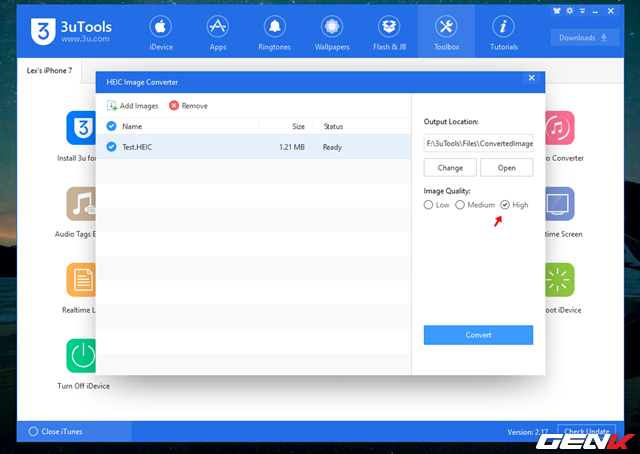 3uTools
www.3u.com
iDevice
Apps
Ringtones
Wallpapers
Flash & JB
Toolbox
Tutorials
Downloads
Lex's iPhone 7
HEIC Image Converter
Add Images
Remove
Name
Size
Status
Test.HEIC
1.21 MB
Ready
Output Location:
F:\3uTools\Files\ConvertedImage
Change
Open
Image Quality:
Low
Medium
High
Convert
Install 3u fo
o Converter
Audio Tags E
time Screen
Realtime L
oot iDevice
Turn Off iDevice
Close iTunes
Version: 2.17
Check Update
GENK